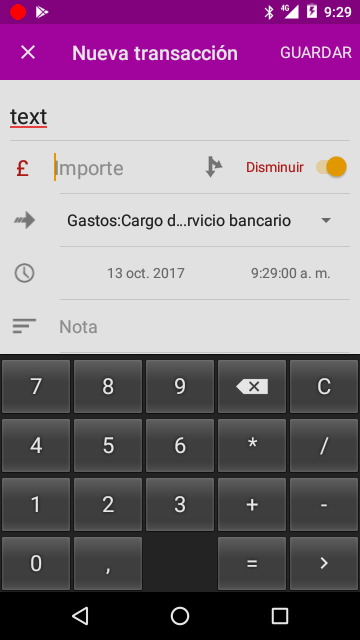 4G 9:29
Nueva transacción GUARDAR
text
£ Importe Disminuir
Gastos:Cargo d...rvicio bancario
13 oct. 2017 9:29:00 a. m.
Nota
7 8 9 C
4 5 6 * /
1 2 3 + -
0 , = >